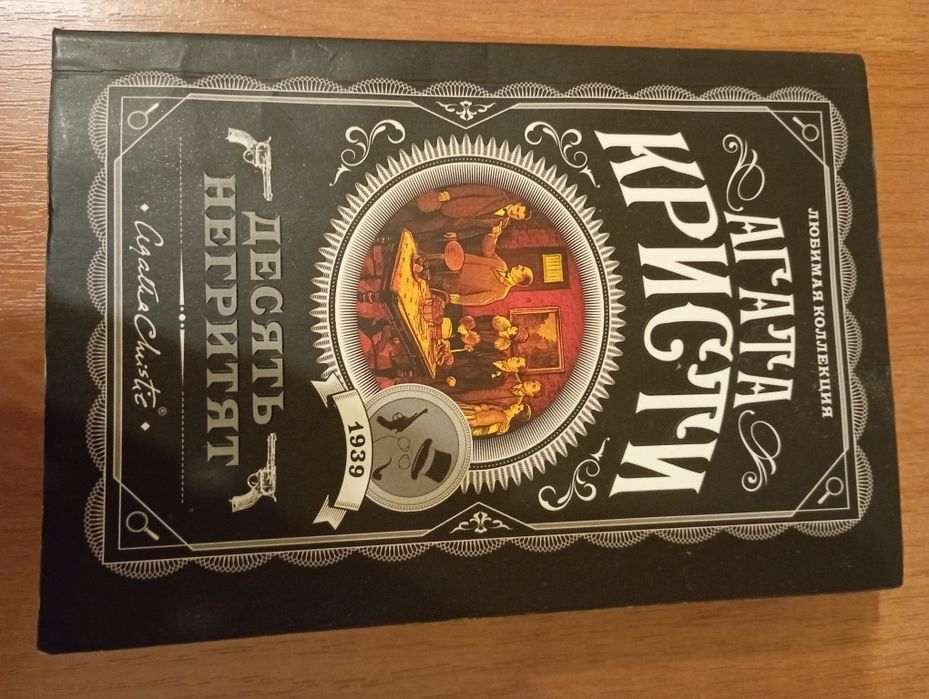 ЛЮБИМАЯ КОЛЛЕКЦИЯ
АГАТА
КРИСТИ
1939
ДЕСЯТЬ
НЕГРИТЯТ
Agatha Christie®